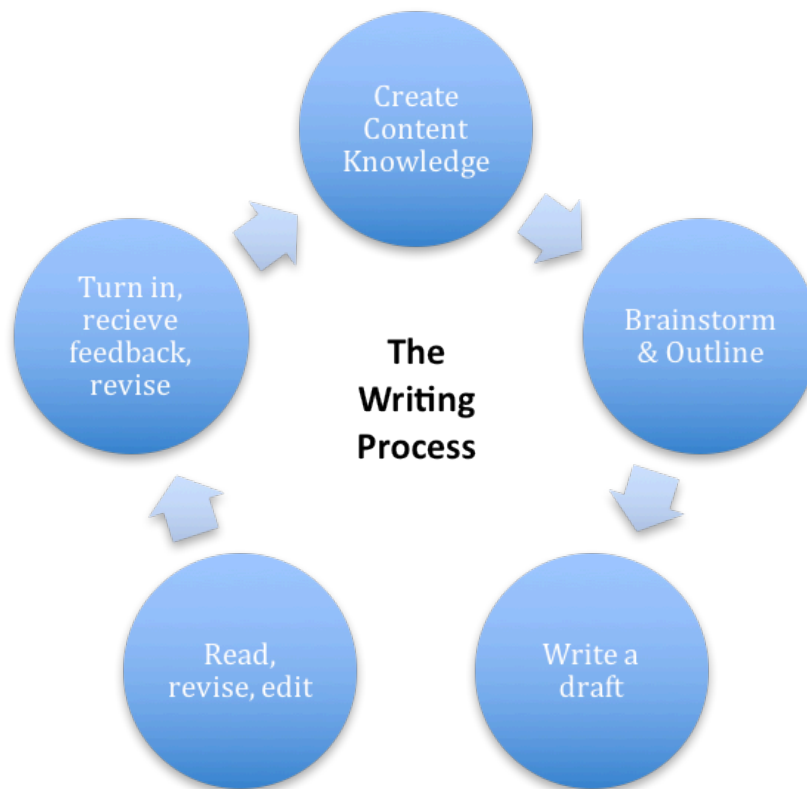 Create
Content
Knowledge
Brainstorm
& Outline
Write a
draft
Read,
revise, edit
Turn in,
recieve
feedback,
revise
The
Writing
Process